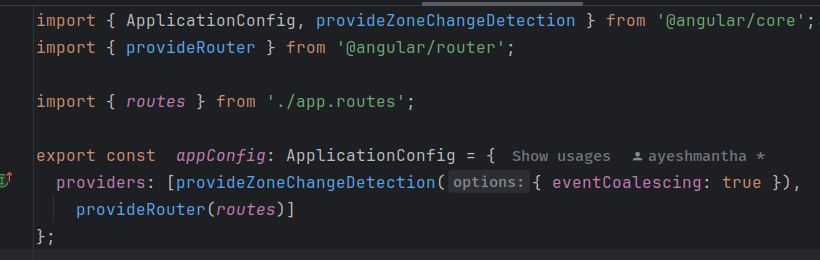 import { ApplicationConfig, provideZoneChangeDetection } from '@angular/core';
import { provideRouter } from '@angular/router';
import { routes } from './app.routes';
export const  appConfig: ApplicationConfig = { Show usages ayeshmantha *
providers: [provideZoneChangeDetection( options: { eventCoalescing: true }),
provideRouter(routes)]
};